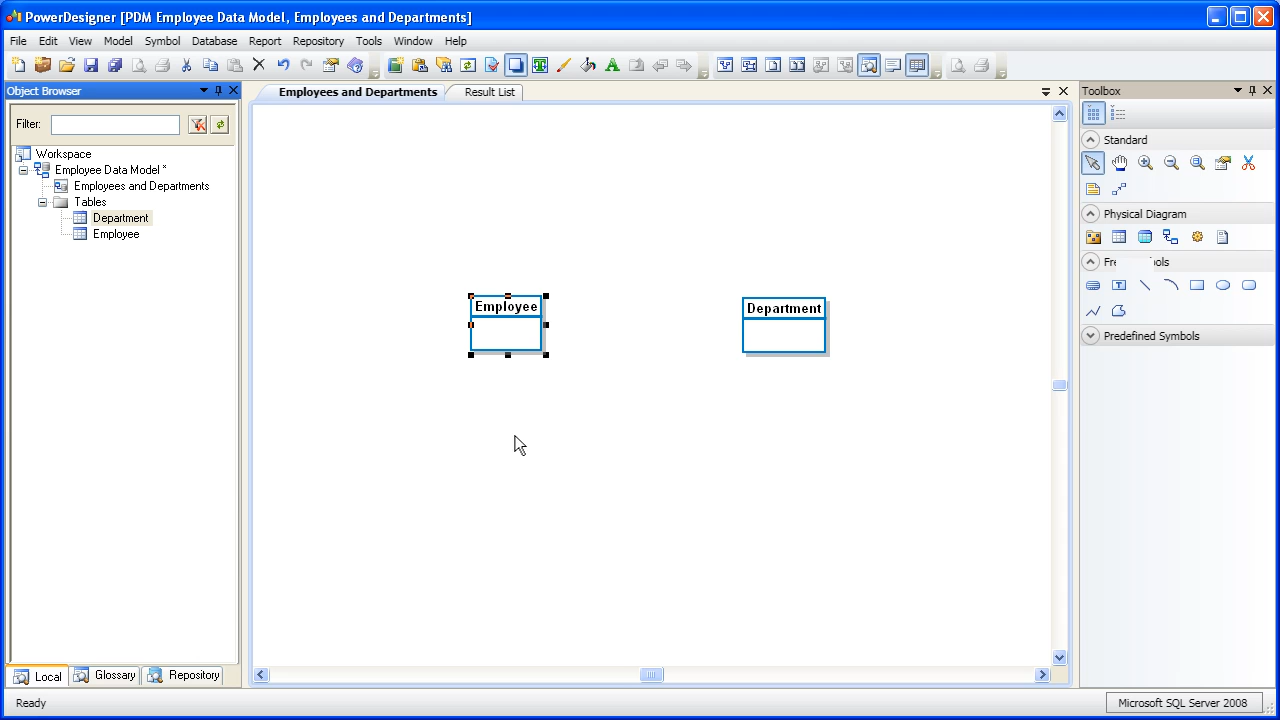 PowerDesigner [PDM Employee Data Model, Employees and Departments]
File Edit View Model Symbol Database Report Repository Tools Window Help
Object Browser
Employees and Departments Result List
Toolbox
Filter:
Workspace
Employee Data Model *
Employees and Departments
Tables
Department
Employee
Employee
Department
Standard
Physical Diagram
Predefined Symbols
Local Glossary Repository
Ready
Microsoft SQL Server 2008